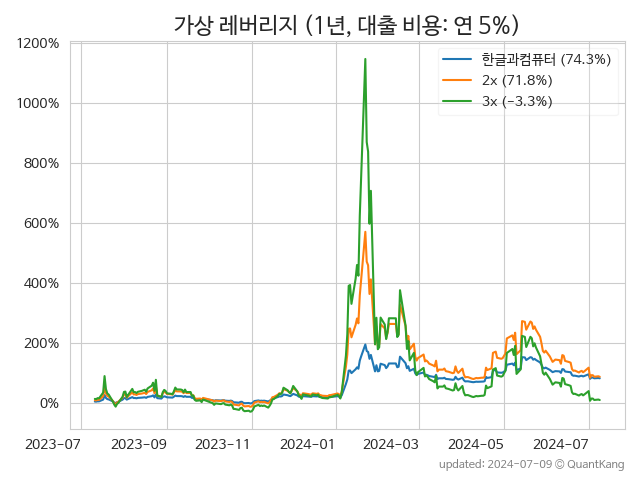 가상 레버리지 (1년, 대출 비용: 연 5%)
한글과컴퓨터 (74.3%)
2x (71.8%)
3x (−3.3%)
1200%
1000%
800%
600%
400%
200%
0%
2023-07 2023-09 2023-11 2024-01 2024-03 2024-05 2024-07
updated: 2024-07-09 © QuantKang